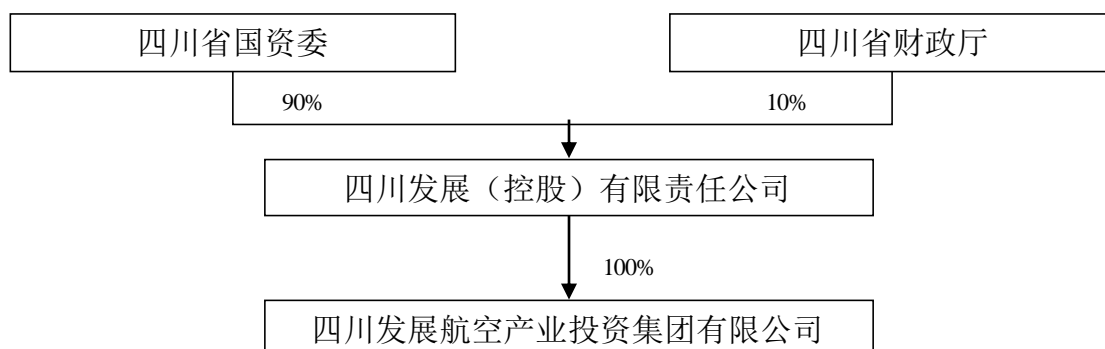 四川省国资委
四川省财政厅
90%
10%
四川发展（控股）有限责任公司
100%
四川发展航空产业投资集团有限公司